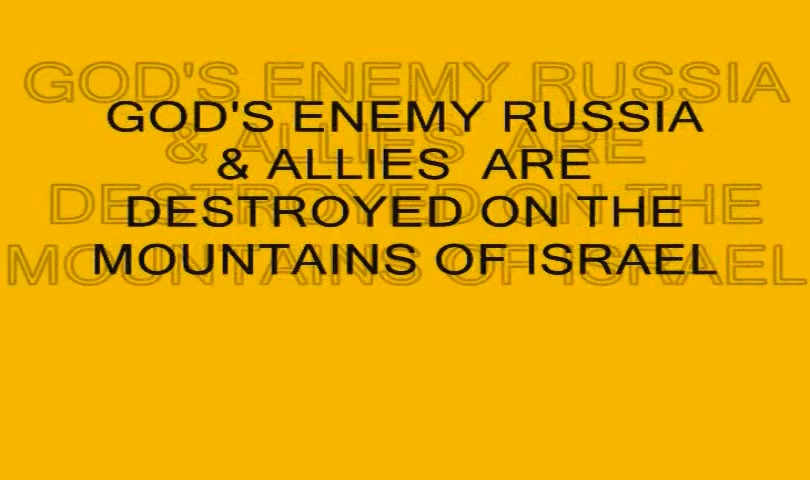 GOD'S ENEMY RUSSIA
& ALLIES  ARE
DESTROYED ON THE
MOUNTAINS OF ISRAEL